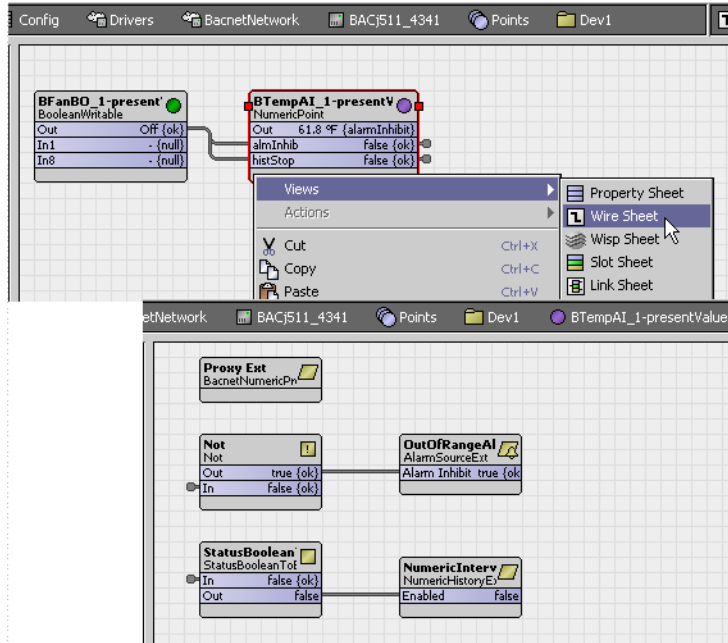 Config Drivers BacnetNetwork BACj511_4341 Points Dev1
BFanBO_1-present'
BooleanWritable
Out Off {ok}
In1 - {null}
In8 - {null}
BTempAI_1-presentV
NumericPoint
Out 61.8 °F {alarmInhibit}
almInhib false {ok}
histStop false {ok}
Views
Actions
Cut Ctrl+X
Copy Ctrl+C
Paste Ctrl+V
Property Sheet
Wire Sheet
Wisp Sheet
Slot Sheet
Link Sheet
etNetwork BACj511_4341 Points Dev1 BTempAI_1-presentValue
Proxy Ext
BacnetNumericPr
Not
Not
Out true {ok}
In false {ok}
OutOfRangeAl
AlarmSourceExt
Alarm Inhibit true {ok
StatusBoolean
StatusBooleanToB
In false {ok}
Out false
NumericInterv
NumericHistoryEx
Enabled false